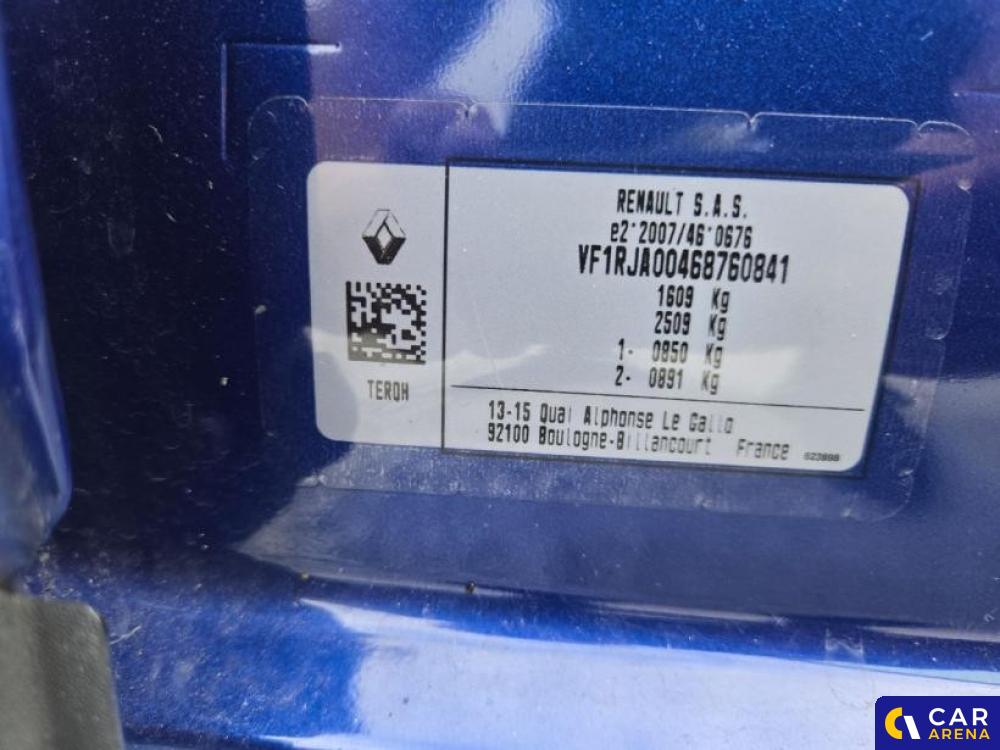 RENAULT S.A.S.
e2*2007/46*0676
VF1RJA00468760841
1609 Kg
2509 Kg
1- 0850 Kg
2- 0891 Kg
TERQH
13-15 Quai Alphonse Le Gallo
92100 Boulogne-Billancourt France
623898
CAR
ARENA